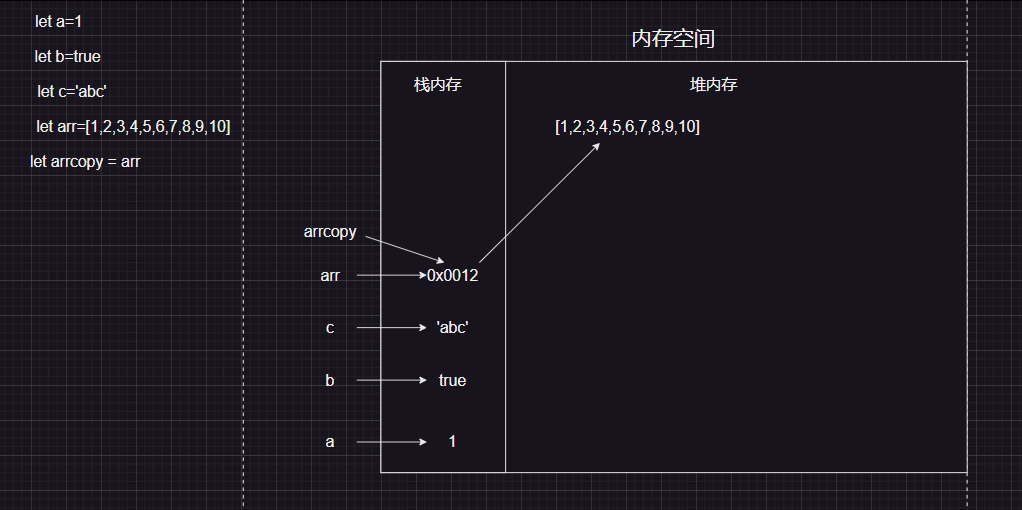 let a=1
let b=true
let c='abc'
let arr=[1,2,3,4,5,6,7,8,9,10]
let arrcopy = arr
内存空间
栈内存
堆内存
[1,2,3,4,5,6,7,8,9,10]
arrcopy
arr
0x0012
c
'abc'
b
true
a
1